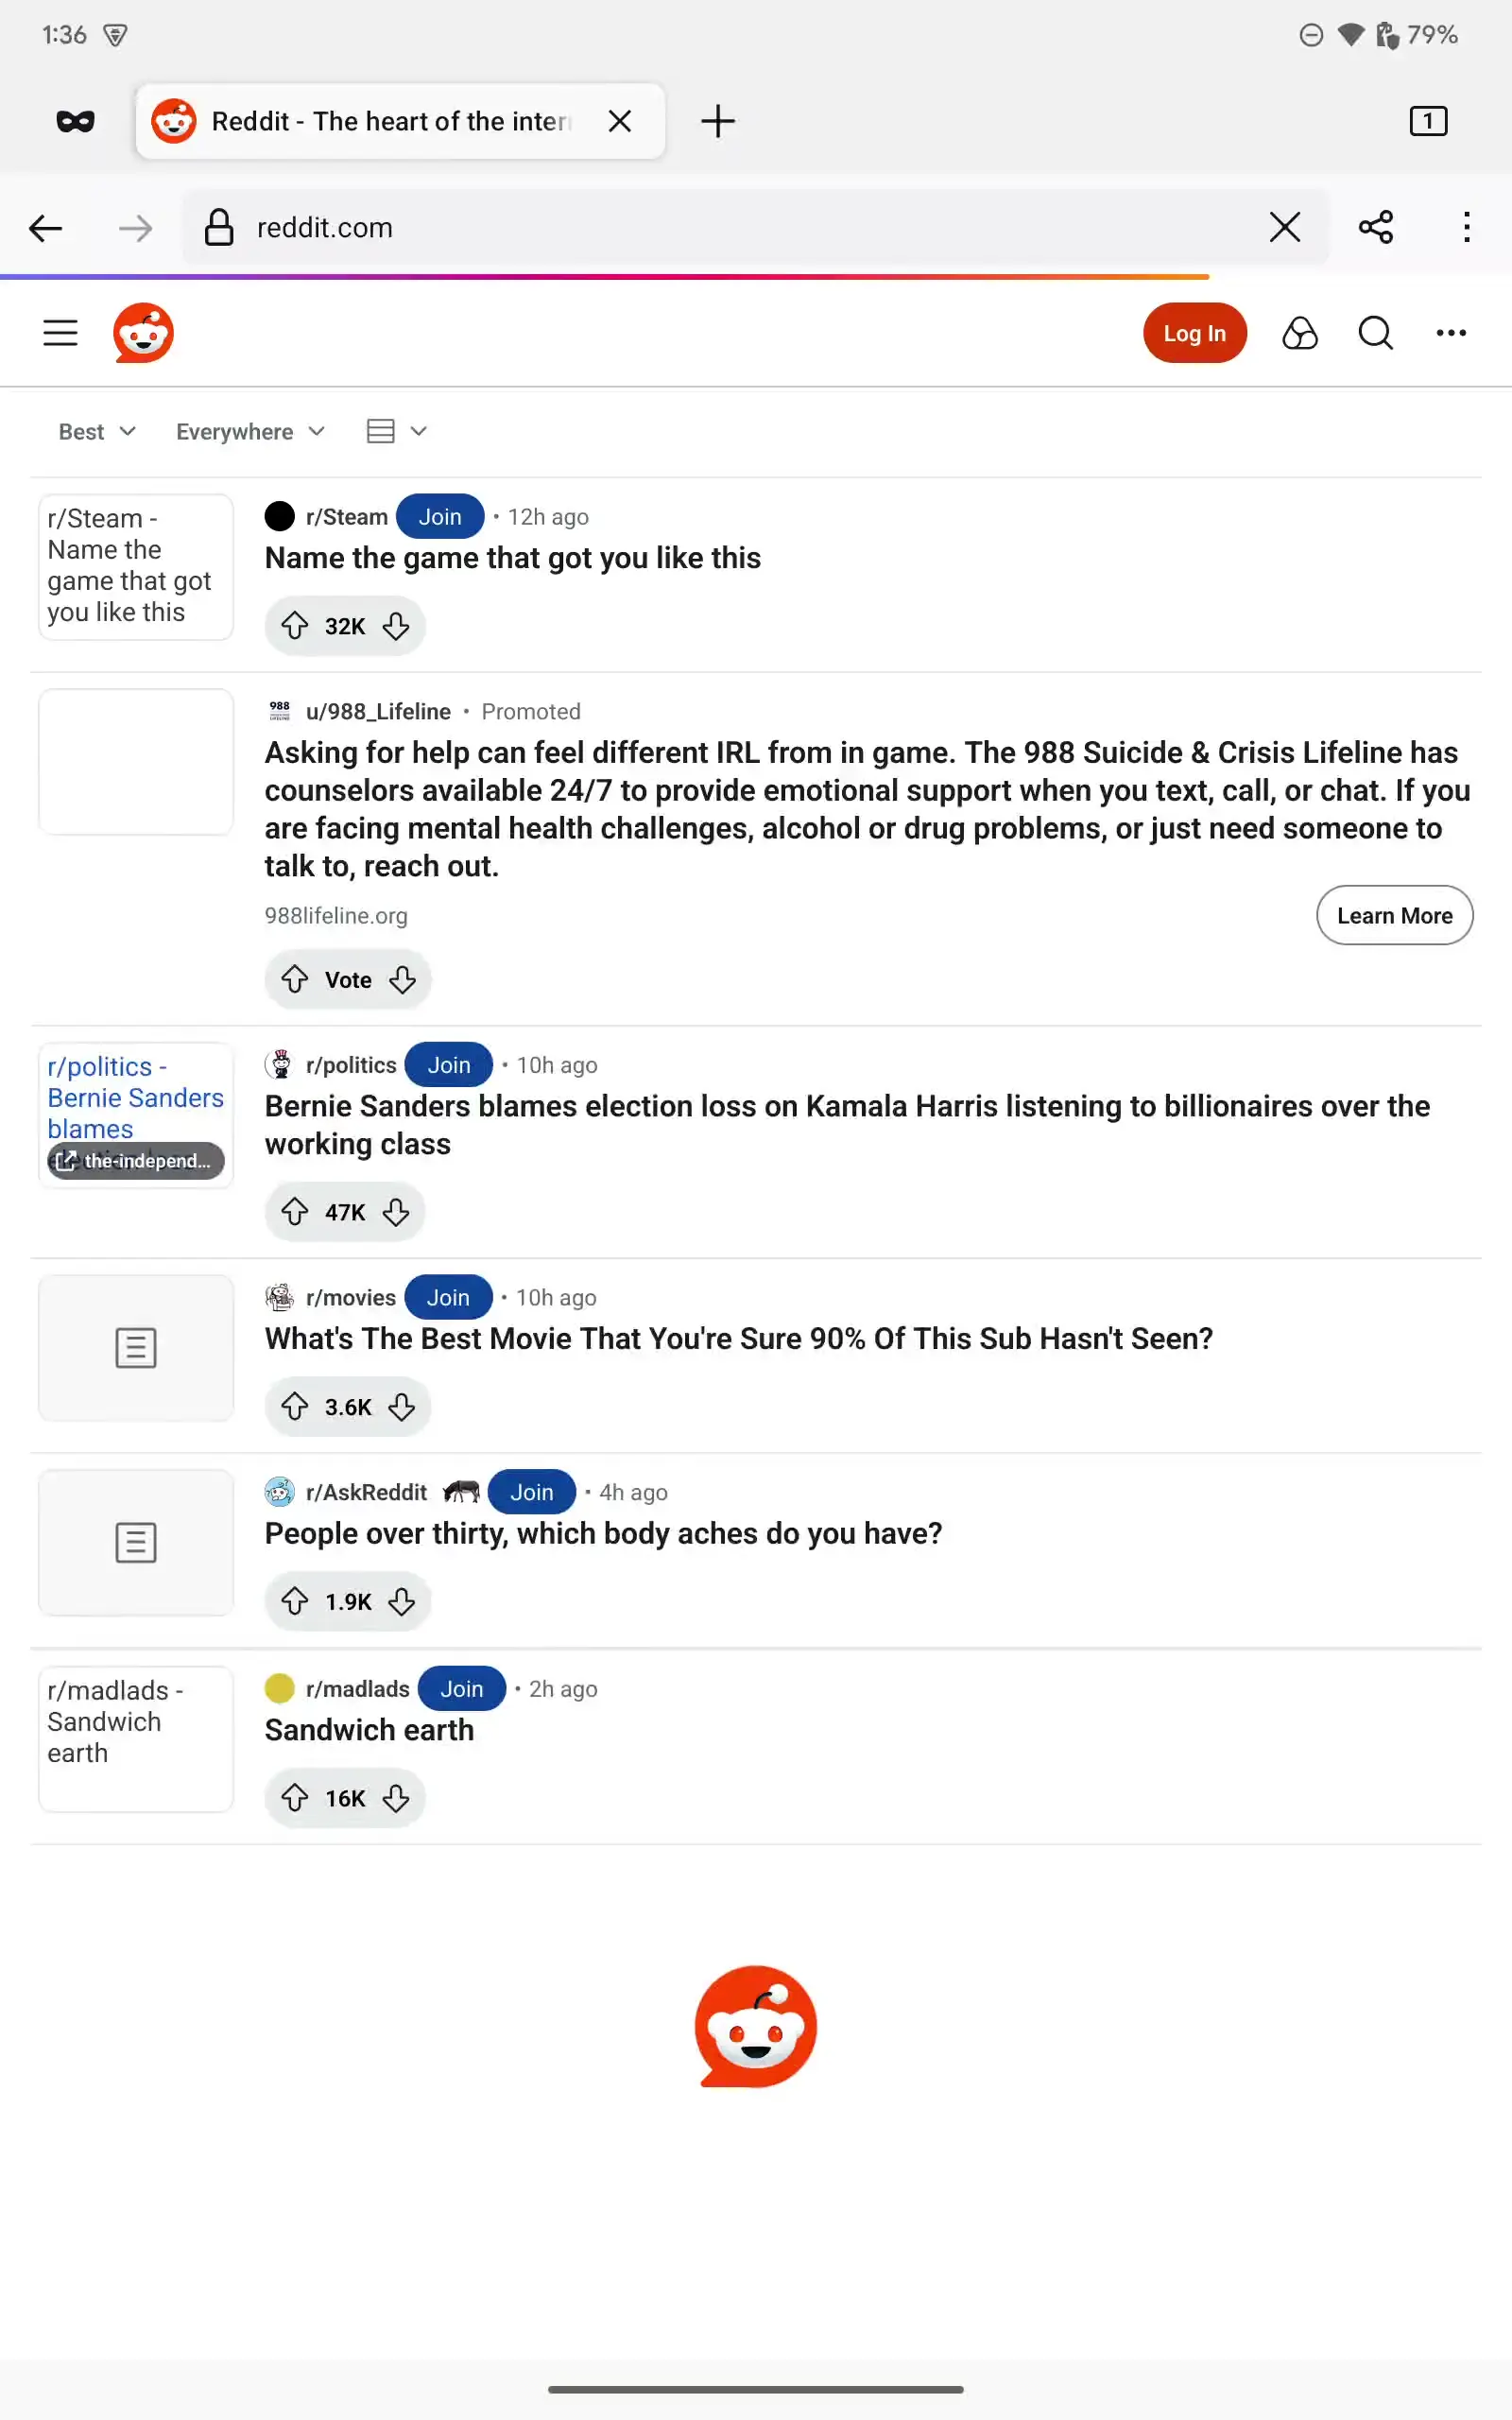 1:36
79%
Reddit - The heart of the inter
1
reddit.com
Log In
Best
Everywhere
r/Steam -
Name the
game that got
you like this
r/Steam Join • 12h ago
Name the game that got you like this
32K
988
LIFELINE
u/988_Lifeline • Promoted
Asking for help can feel different IRL from in game. The 988 Suicide & Crisis Lifeline has
counselors available 24/7 to provide emotional support when you text, call, or chat. If you
are facing mental health challenges, alcohol or drug problems, or just need someone to
talk to, reach out.
988lifeline.org
Learn More
Vote
r/politics -
Bernie Sanders
blames
the-independ...
r/politics Join • 10h ago
Bernie Sanders blames election loss on Kamala Harris listening to billionaires over the
working class
47K
r/movies Join • 10h ago
What's The Best Movie That You're Sure 90% Of This Sub Hasn't Seen?
3.6K
r/AskReddit Join • 4h ago
People over thirty, which body aches do you have?
1.9K
r/madlads -
Sandwich
earth
r/madlads Join • 2h ago
Sandwich earth
16K